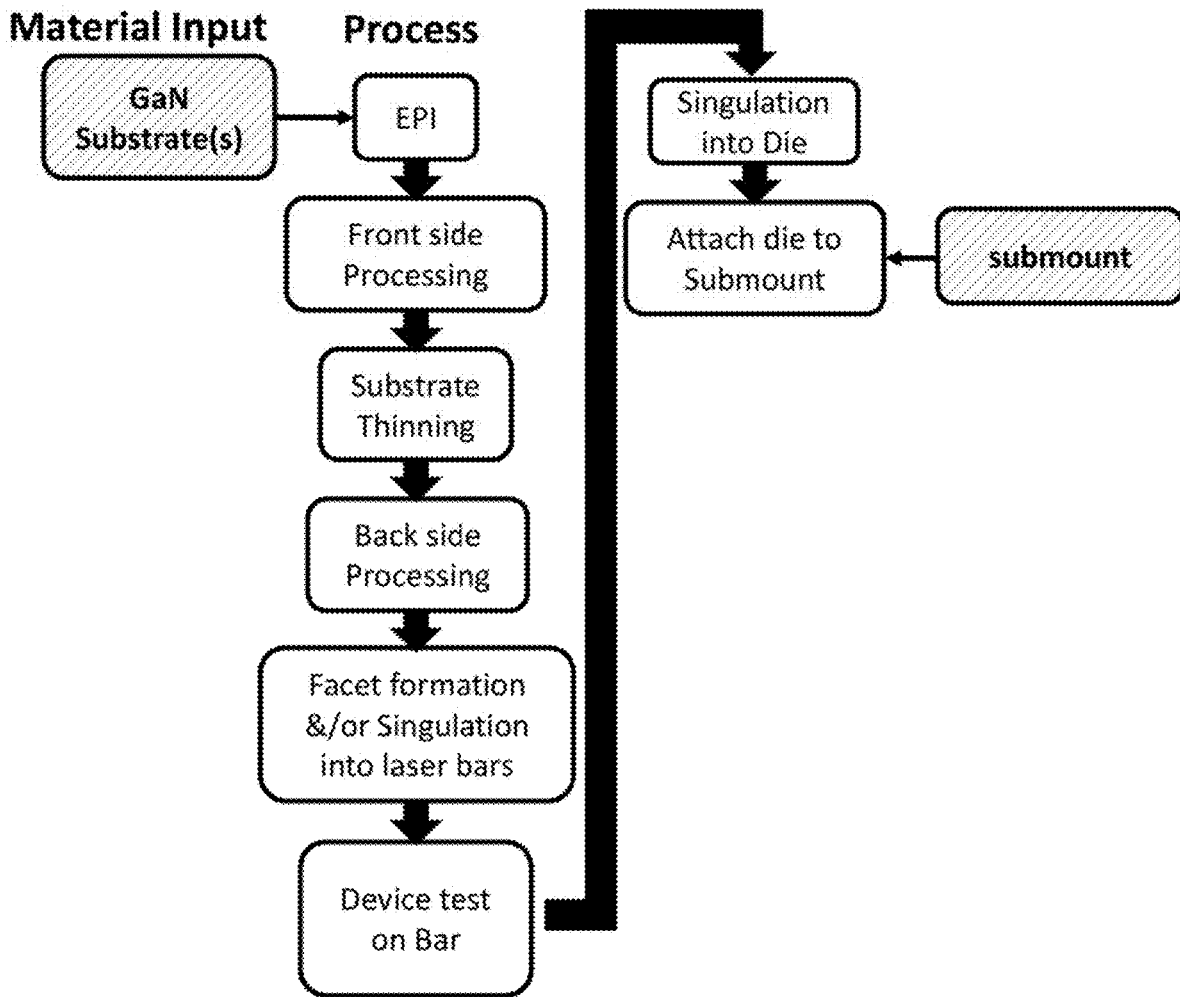 Material Input
Process
GaN
Substrate(s)
EPI
Front side
Processing
Substrate
Thinning
Back side
Processing
Facet formation
&/or Singulation
into laser bars
Device test
on Bar
Singulation
into Die
Attach die to
Submount
submount